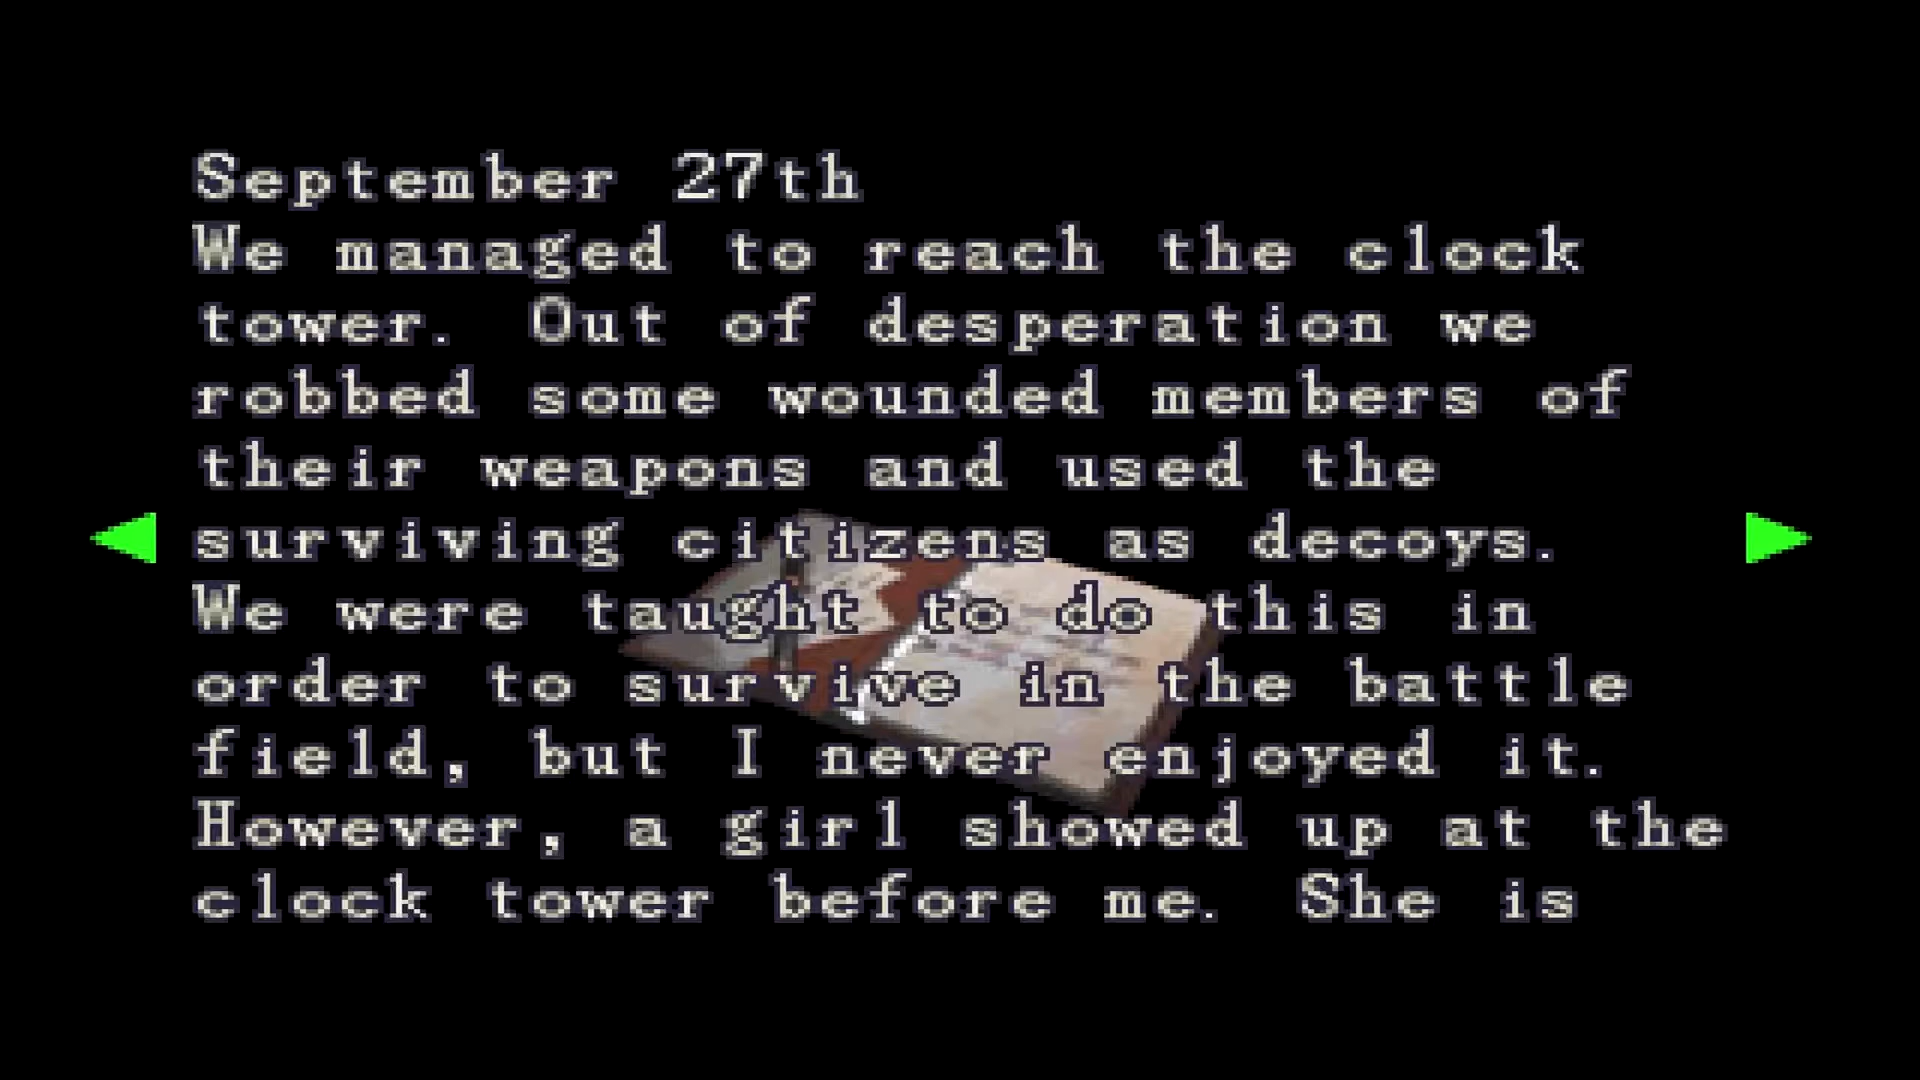 September 27th
We managed to reach the clock
tower. Out of desperation we
robbed some wounded members of
their weapons and used the
surviving citizens as decoys.
We were taught to do this in
order to survive in the battle
field, but I never enjoyed it.
However, a girl showed up at the
clock tower before me. She is